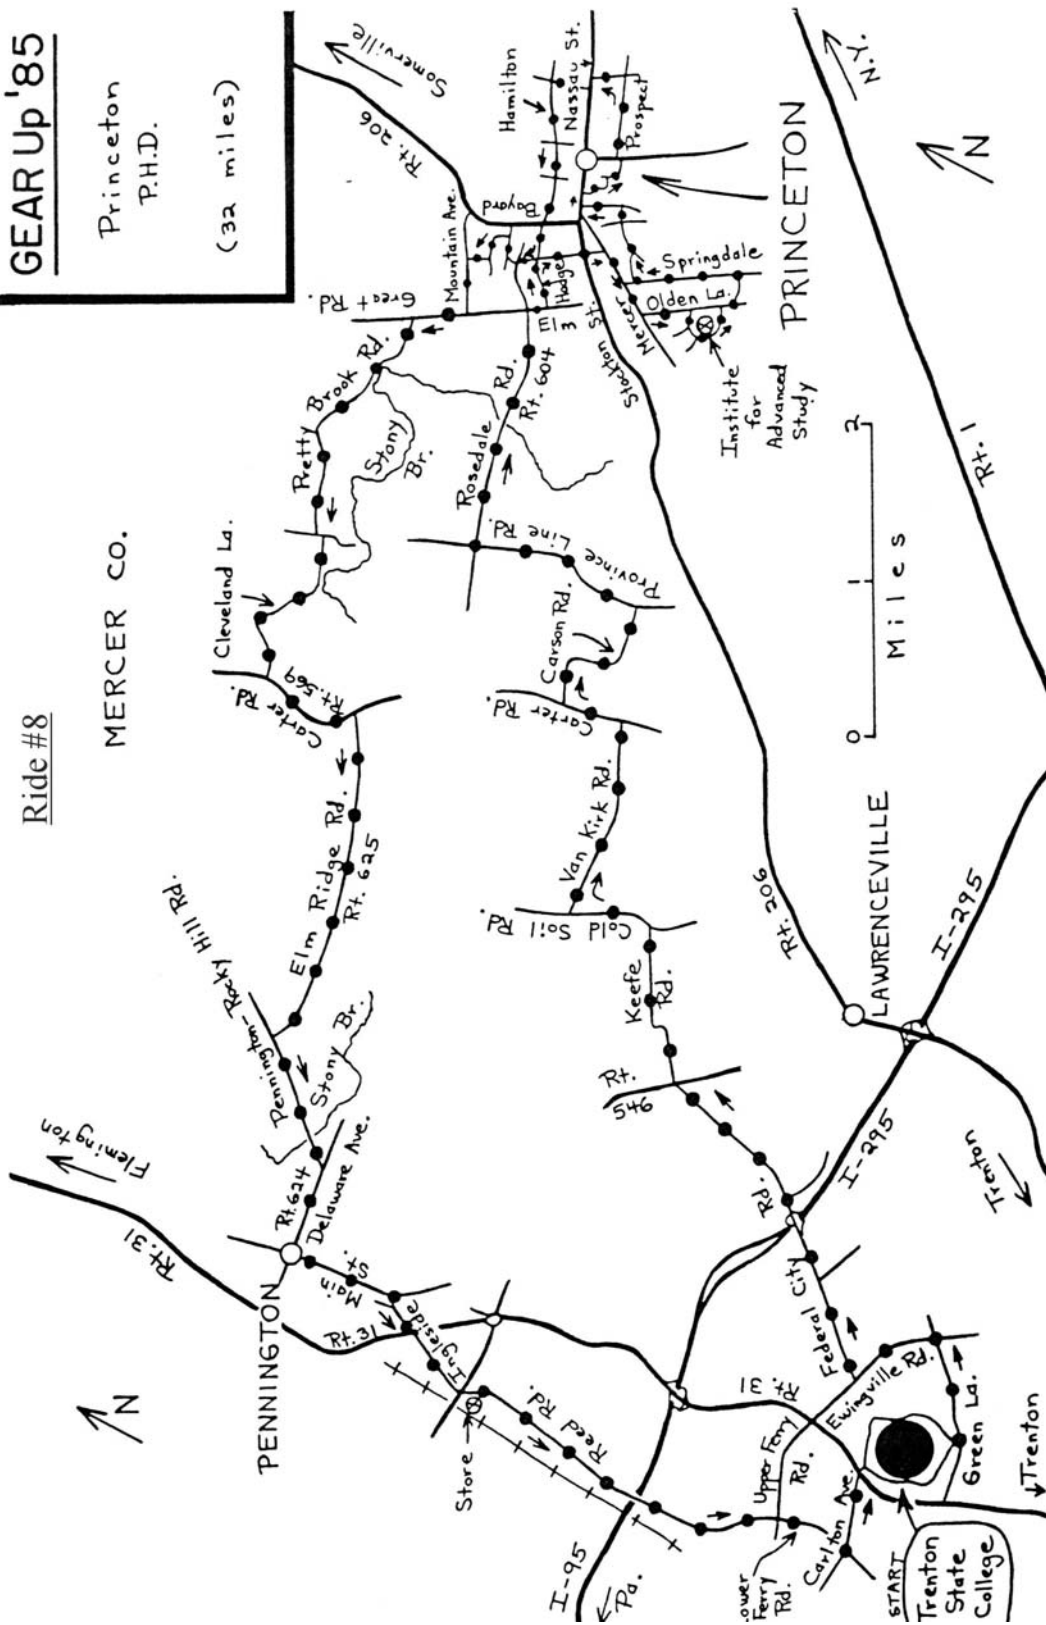 GEAR Up '85
Princeton
P.H.D.
(32 miles)
Ride #8
MERCER CO.
Somerville
Rt. 206
Hamilton
Nassau St.
Prospect
Bayard
Mountain Ave.
Great Rd.
Hodge
Elm
Stockton St.
Mercer
Springdale
Olden La.
PRINCETON
Institute
for
Advanced
Study
N.Y.
N
Rt. 1
Pretty Brook Rd.
Stony
Br.
Rosedale Rd.
Rt. 604
Province Line Rd.
Cleveland La.
Carter Rd.
Rt. 569
Carson Rd.
Carter Rd.
Elm Ridge Rd.
Rt. 625
Van Kirk Rd.
Cold Soil Rd.
Keefe
Rd.
Rt.
546
0 1 2
Miles
Rt. 206
LAWRENCEVILLE
I-295
I-295
Trenton
Pennington-Rocky Hill Rd.
Stony Br.
Flemington
Rt. 31
Rt. 624
Delaware Ave.
PENNINGTON
Main St.
Rt. 31
Ingleside
N
Store
Reed Rd.
Federal City Rd.
Rt. 31
Ewingville Rd.
Upper Ferry
Rd.
Green La.
Trenton
I-95
Pa.
ower
Ferry
Rd.
Carlton Ave.
START
Trenton
State
College